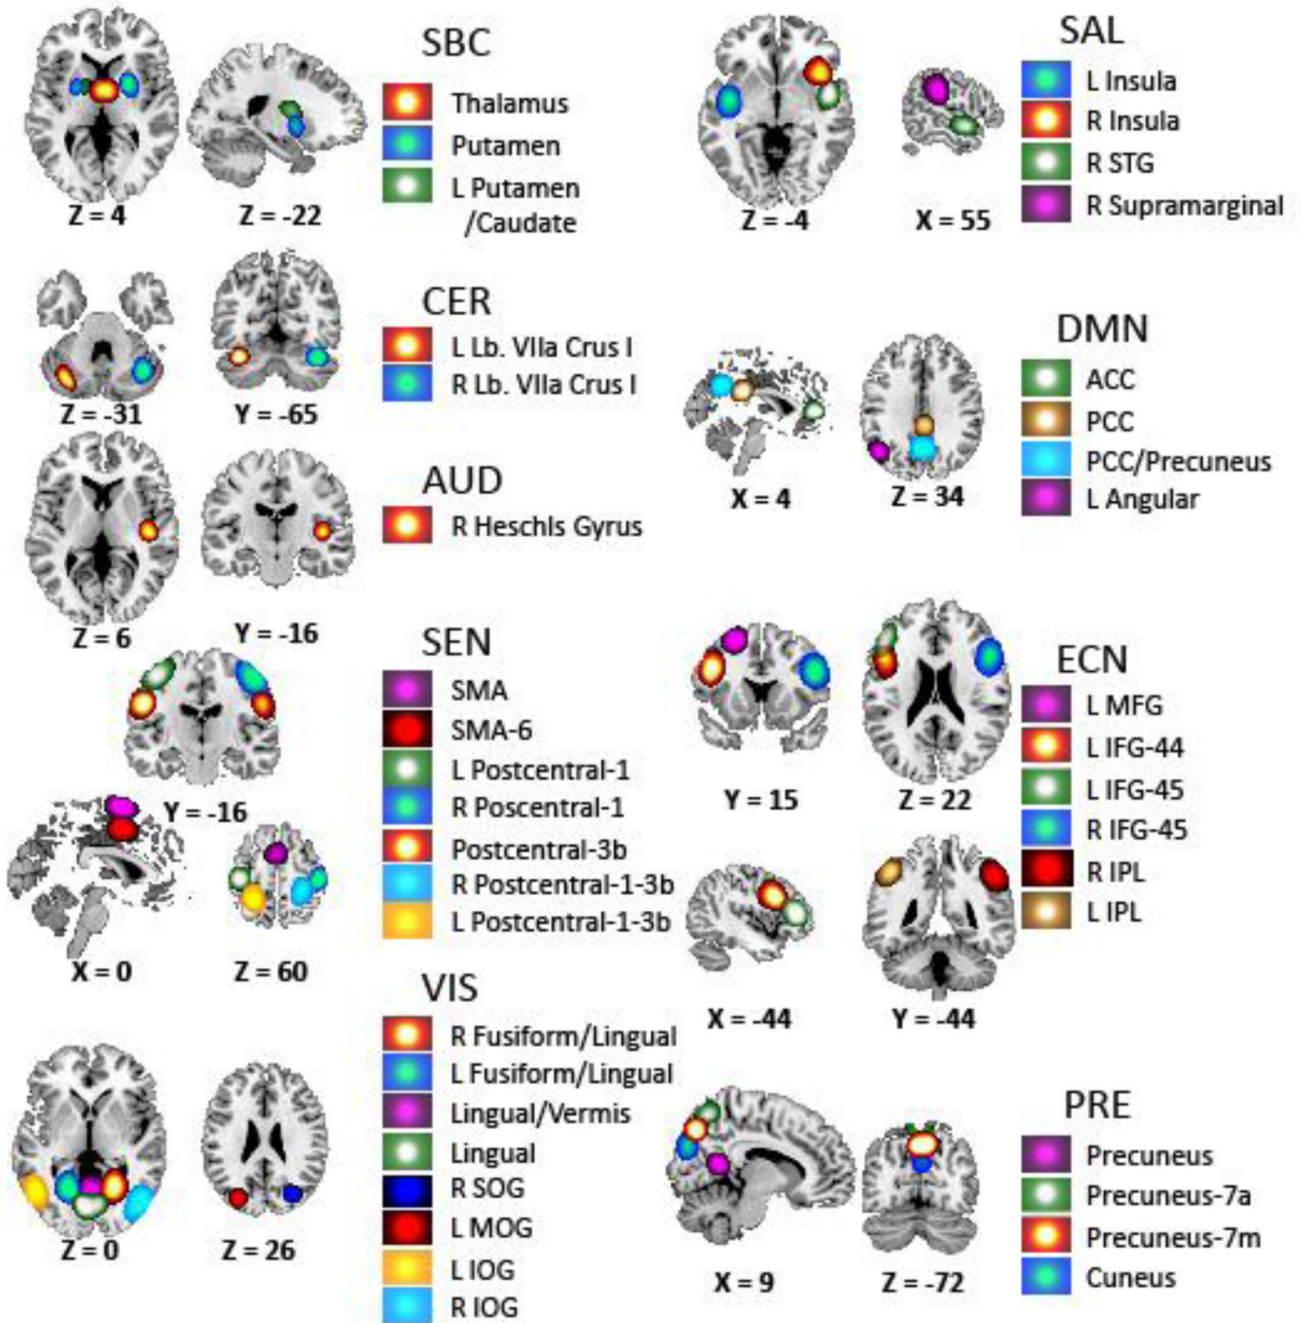 SBC
Thalamus
Putamen
L Putamen
/Caudate
Z = 4
Z = -22
CER
L Lb. VIIa Crus I
R Lb. VIIa Crus I
Z = -31
Y = -65
AUD
R Heschls Gyrus
Z = 6
Y = -16
SEN
SMA
SMA-6
L Postcentral-1
R Poscentral-1
Postcentral-3b
R Postcentral-1-3b
L Postcentral-1-3b
Y = -16
X = 0
Z = 60
VIS
R Fusiform/Lingual
L Fusiform/Lingual
Lingual/Vermis
Lingual
R SOG
L MOG
L IOG
R IOG
Z = 0
Z = 26
SAL
L Insula
R Insula
R STG
R Supramarginal
Z = -4
X = 55
DMN
ACC
PCC
PCC/Precuneus
L Angular
X = 4
Z = 34
ECN
L MFG
L IFG-44
L IFG-45
R IFG-45
R IPL
L IPL
Y = 15
Z = 22
X = -44
Y = -44
PRE
Precuneus
Precuneus-7a
Precuneus-7m
Cuneus
X = 9
Z = -72